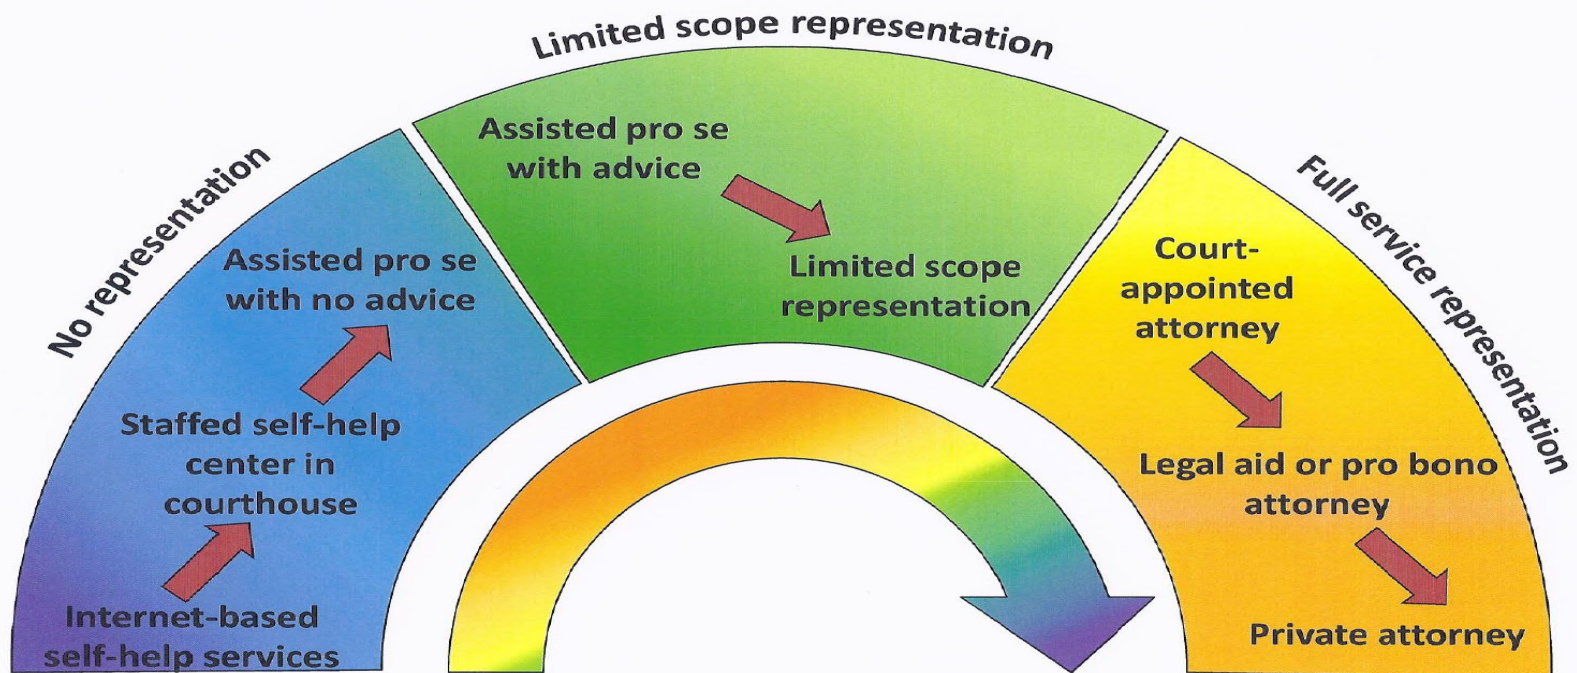 Limited scope representation
No representation
Full service representation
Assisted pro se
with advice
Limited scope
representation
Assisted pro se
with no advice
Staffed self-help
center in
courthouse
Internet-based
self-help services
Court-
appointed
attorney
Legal aid or pro bono
attorney
Private attorney